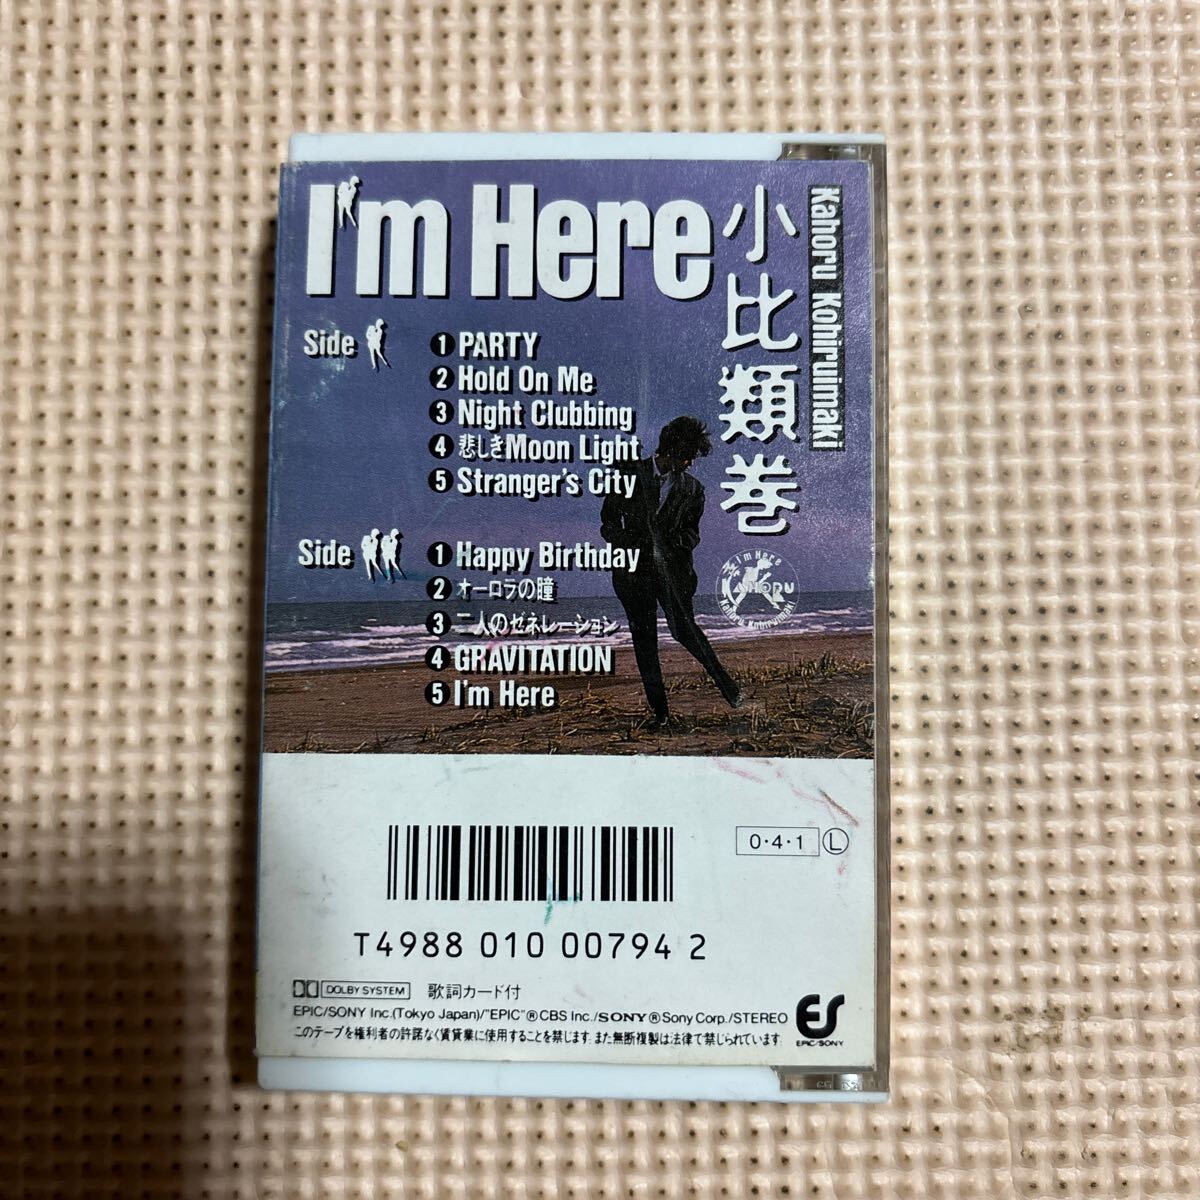 I'm Here
小比類巻
Kahoru Kohiruimaki
Side
1 PARTY
2 Hold On Me
3 Night Clubbing
4 悲しきMoon Light
5 Stranger's City
Side
1 Happy Birthday
2 オーロラの瞳
3 二人のゼネレーション
4 GRAVITATION
5 I'm Here
I'm Here
KAHORU
Kahoru Kohiruimaki
0・4・1 L
T4988 010 00794 2
DOLBY SYSTEM 歌詞カード付
EPIC/SONY Inc.(Tokyo Japan)/"EPIC"® CBS Inc./SONY® Sony Corp./STEREO
このテープを権利者の許諾なく賃貸業に使用することを禁じます。また無断複製は法律で禁じられています。
ES
EPIC/SONY